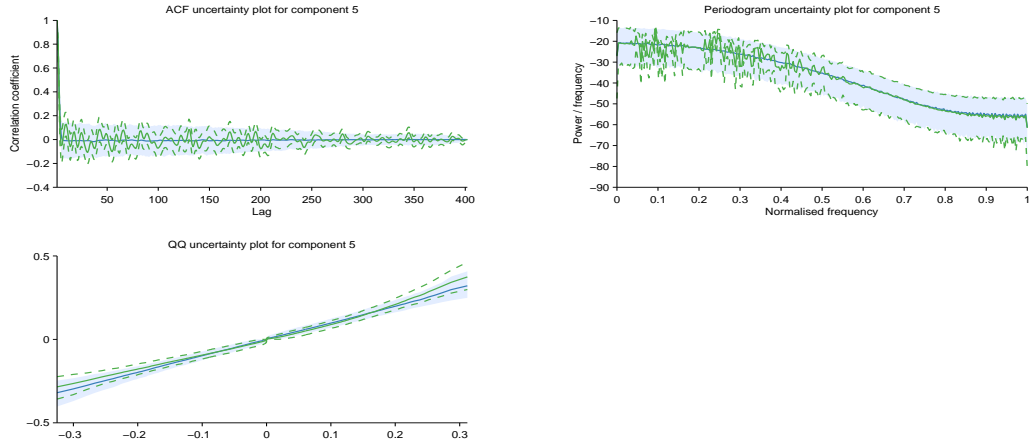 ACF uncertainty plot for component 5
1
0.8
0.6
0.4
0.2
0
−0.2
−0.4
Correlation coefficient
50 100 150 200 250 300 350 400
Lag
Periodogram uncertainty plot for component 5
−10
−20
−30
−40
−50
−60
−70
−80
−90
Power / frequency
0 0.1 0.2 0.3 0.4 0.5 0.6 0.7 0.8 0.9 1
Normalised frequency
QQ uncertainty plot for component 5
0.5
0
−0.5
−0.3 −0.2 −0.1 0 0.1 0.2 0.3